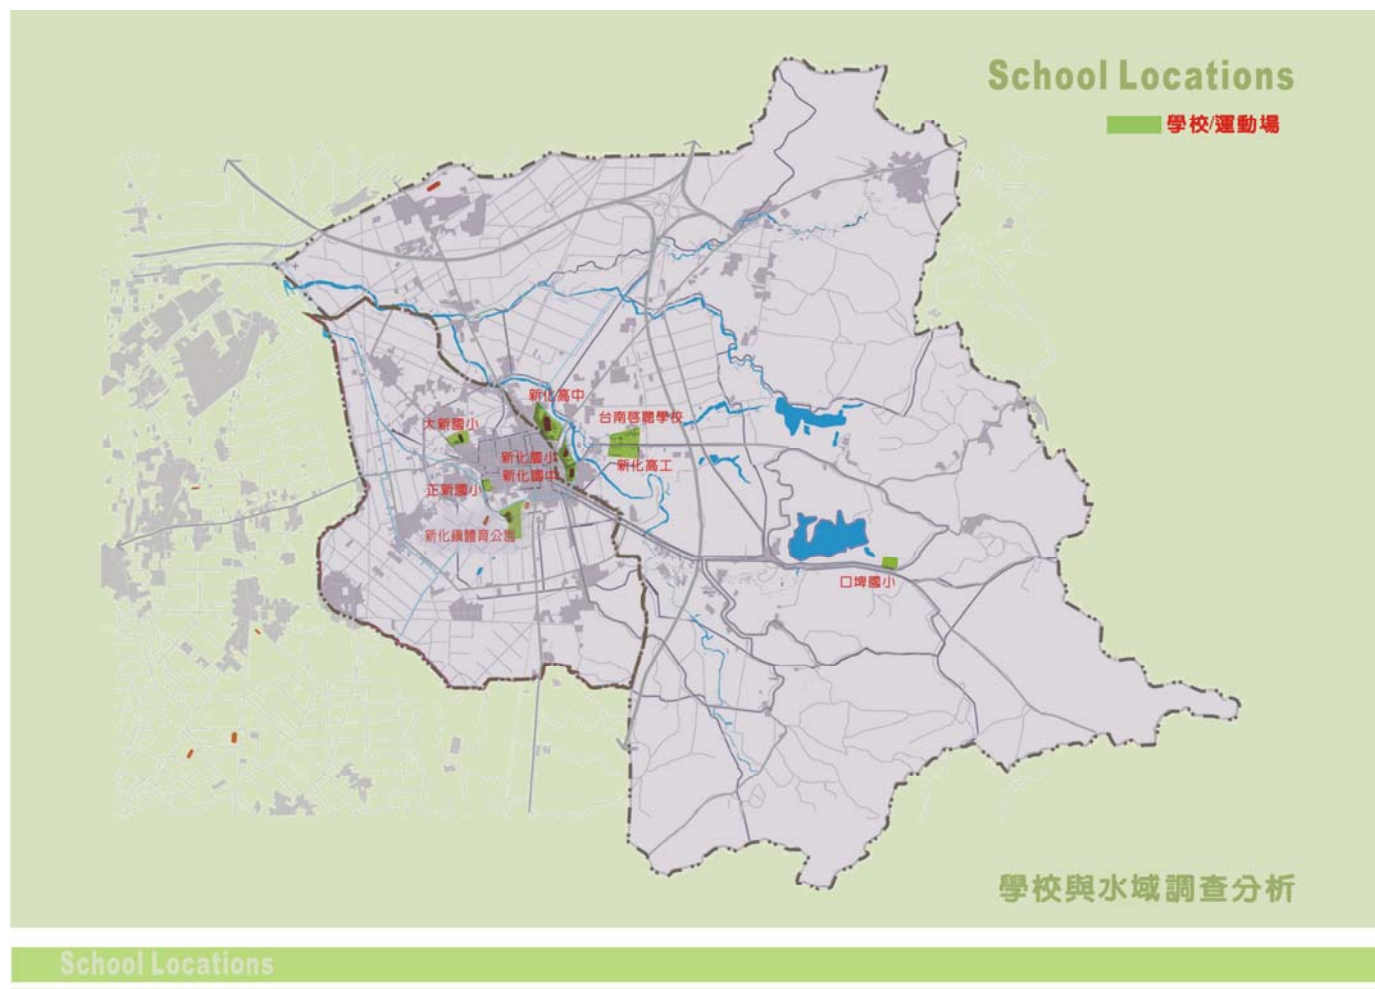 School Locations
學校/運動場
新化高中
大新國小
台南啓聰學校
新化國小
新化高工
新化國中
正新國小
新化鎮體育公園
口埤國小
學校與水域調查分析
School Locations